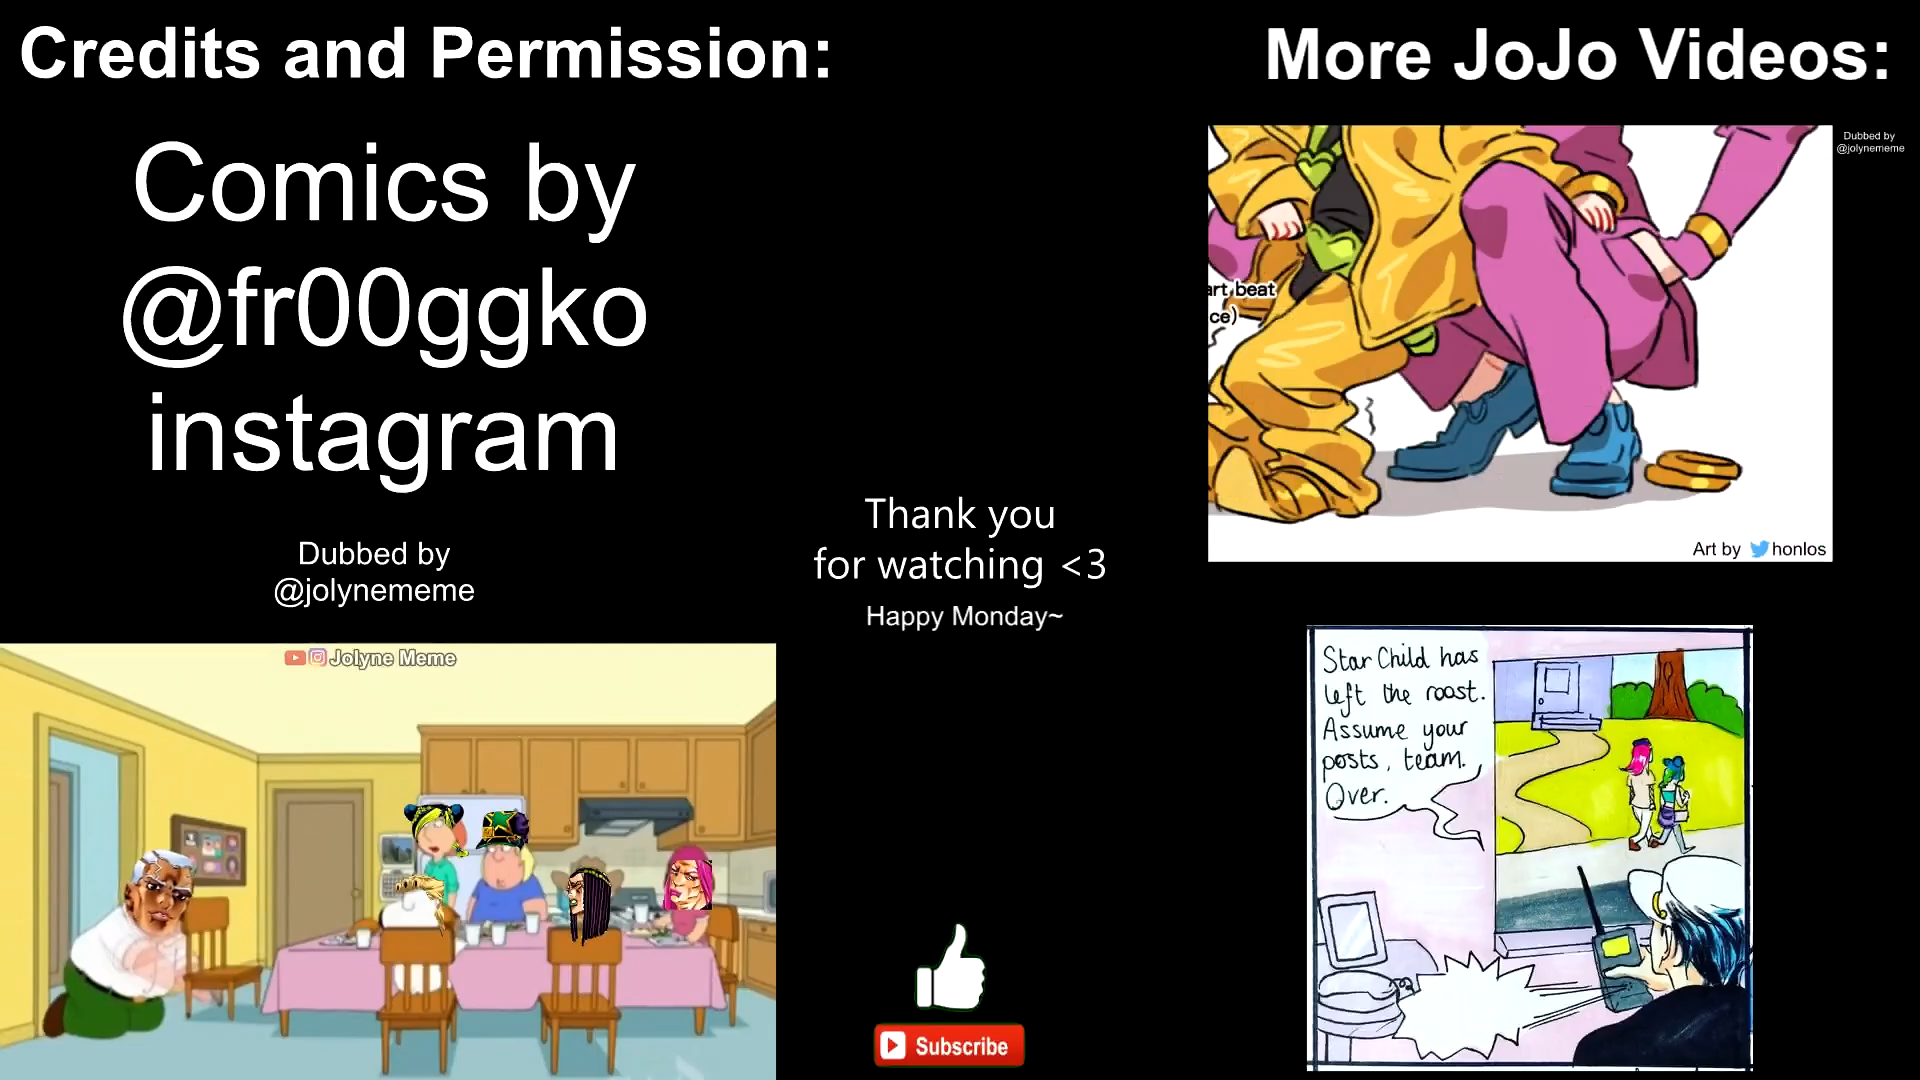 Credits and Permission:
Comics by
@fr00ggko
instagram
Dubbed by
@jolynememe
Jolyne Meme
Thank you
for watching <3
Happy Monday~
Subscribe
More JoJo Videos:
Dubbed by
@jolynememe
art beat
ce)
Art by honlos
Star Child has
left the roost.
Assume your
posts, team.
Over.